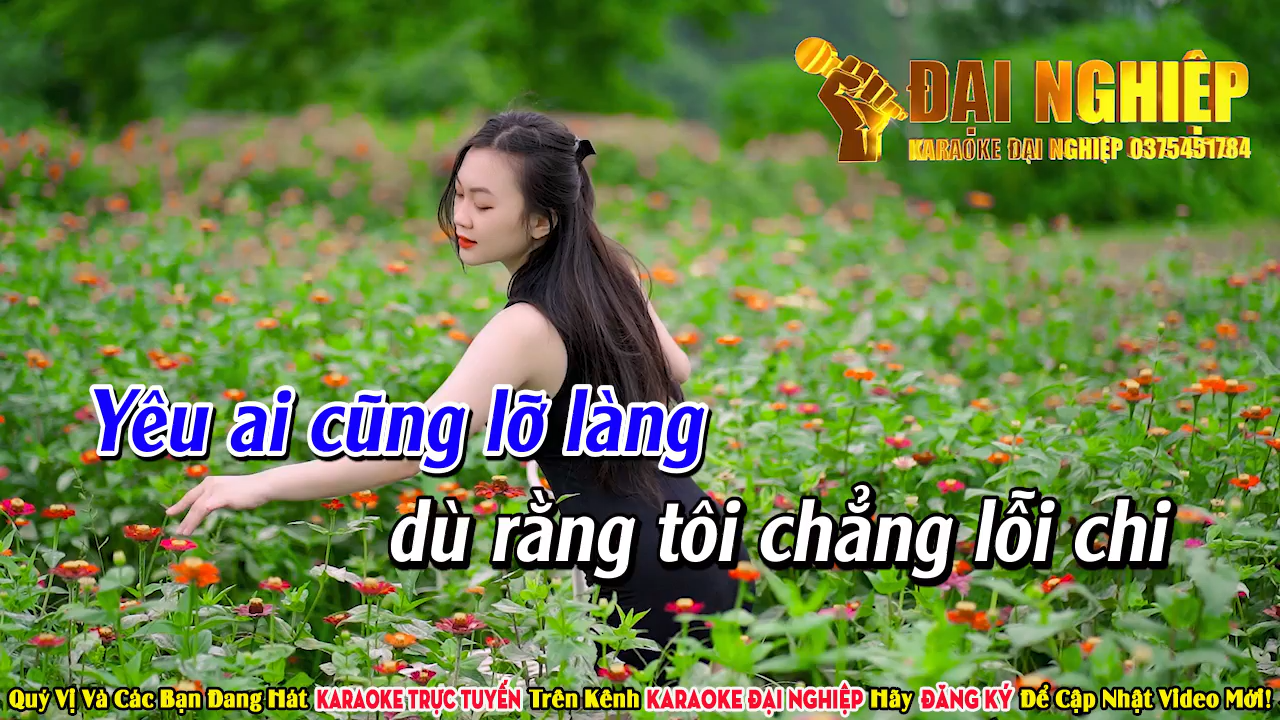 ĐẠI NGHIỆP
KARAOKE ĐẠI NGHIỆP 0375451784
Yêu ai cũng lỡ làng
dù rằng tôi chẳng lỗi chi
Quý Vị Và Các Bạn Đang Hát KARAOKE TRỰC TUYẾN Trên Kênh KARAOKE ĐẠI NGHIỆP Hãy ĐĂNG KÝ Để Cập Nhật Video Mới!